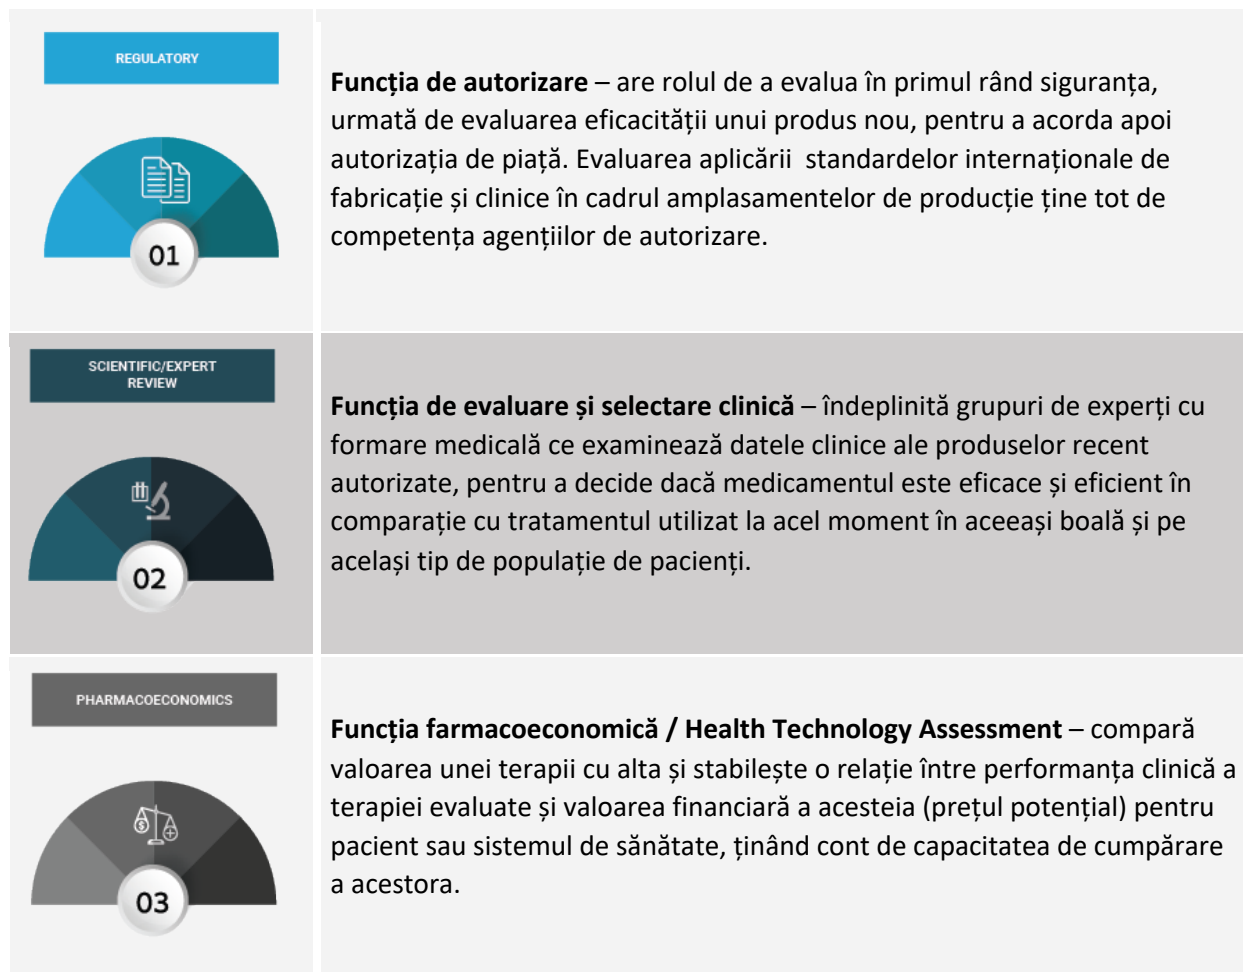 REGULATORY
01
Funcția de autorizare – are rolul de a evalua în primul rând siguranța,
urmată de evaluarea eficacității unui produs nou, pentru a acorda apoi
autorizația de piață. Evaluarea aplicării  standardelor internaționale de
fabricație și clinice în cadrul amplasamentelor de producție ține tot de
competența agențiilor de autorizare.
SCIENTIFIC/EXPERT
REVIEW
02
Funcția de evaluare și selectare clinică – îndeplinită grupuri de experți cu
formare medicală ce examinează datele clinice ale produselor recent
autorizate, pentru a decide dacă medicamentul este eficace și eficient în
comparație cu tratamentul utilizat la acel moment în aceeași boală și pe
același tip de populație de pacienți.
PHARMACOECONOMICS
$
03
Funcția farmacoeconomică / Health Technology Assessment – compară
valoarea unei terapii cu alta și stabilește o relație între performanța clinică a
terapiei evaluate și valoarea financiară a acesteia (prețul potențial) pentru
pacient sau sistemul de sănătate, ținând cont de capacitatea de cumpărare
a acestora.